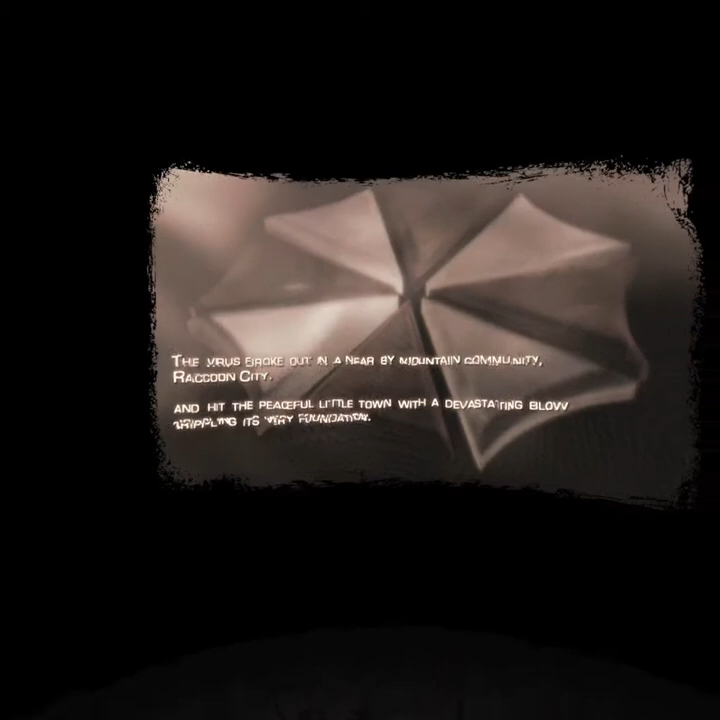 The virus broke out in a near by mountain community,
Raccoon City.
and hit the peaceful little town with a devastating blow
crippling its very foundation.